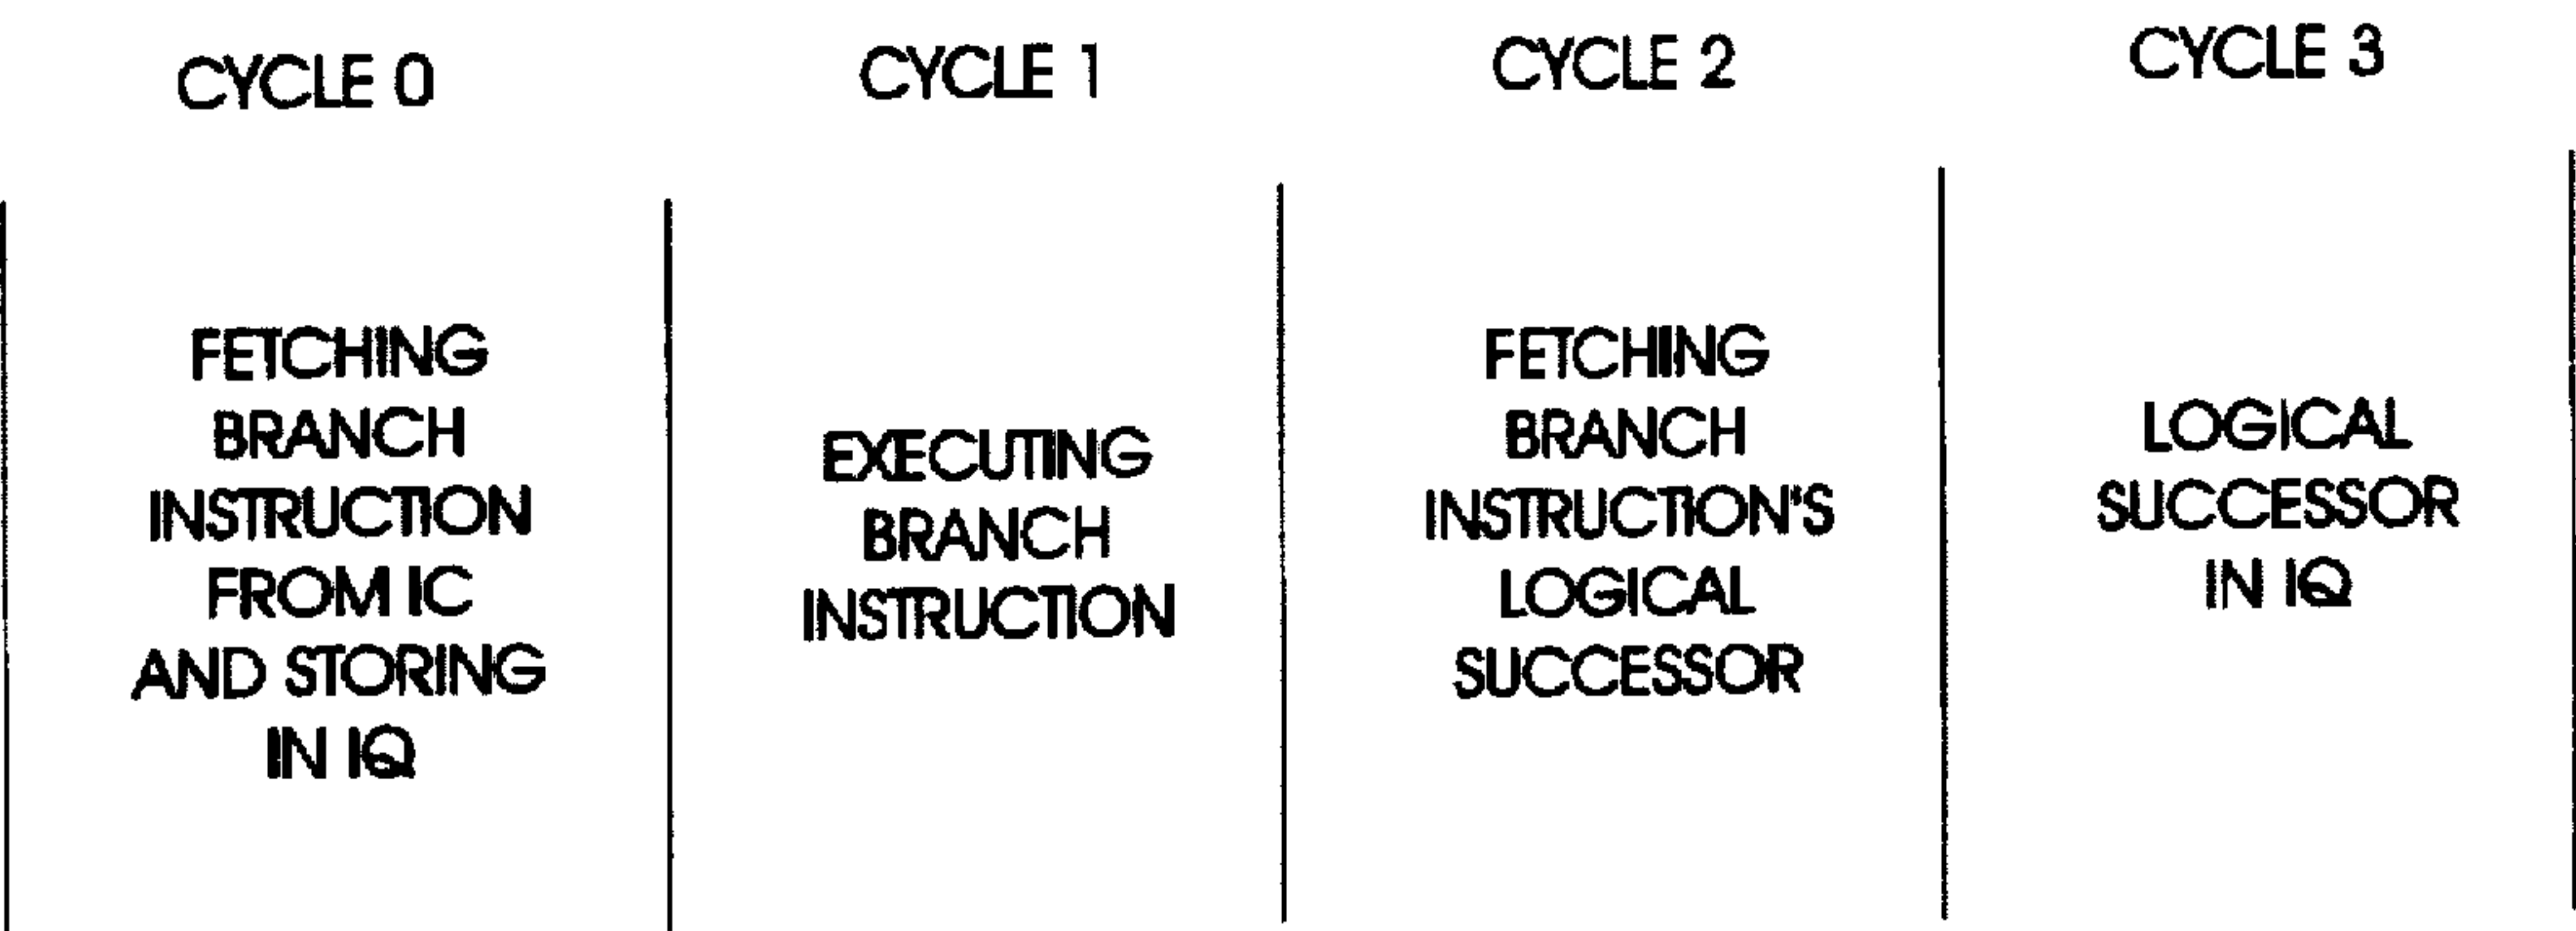 CYCLE 0
CYCLE 1
CYCLE 2
CYCLE 3
FETCHING
BRANCH
INSTRUCTION
FROM IC
AND STORING
IN IQ
EXECUTING
BRANCH
INSTRUCTION
FETCHING
BRANCH
INSTRUCTION'S
LOGICAL
SUCCESSOR
LOGICAL
SUCCESSOR
IN IQ